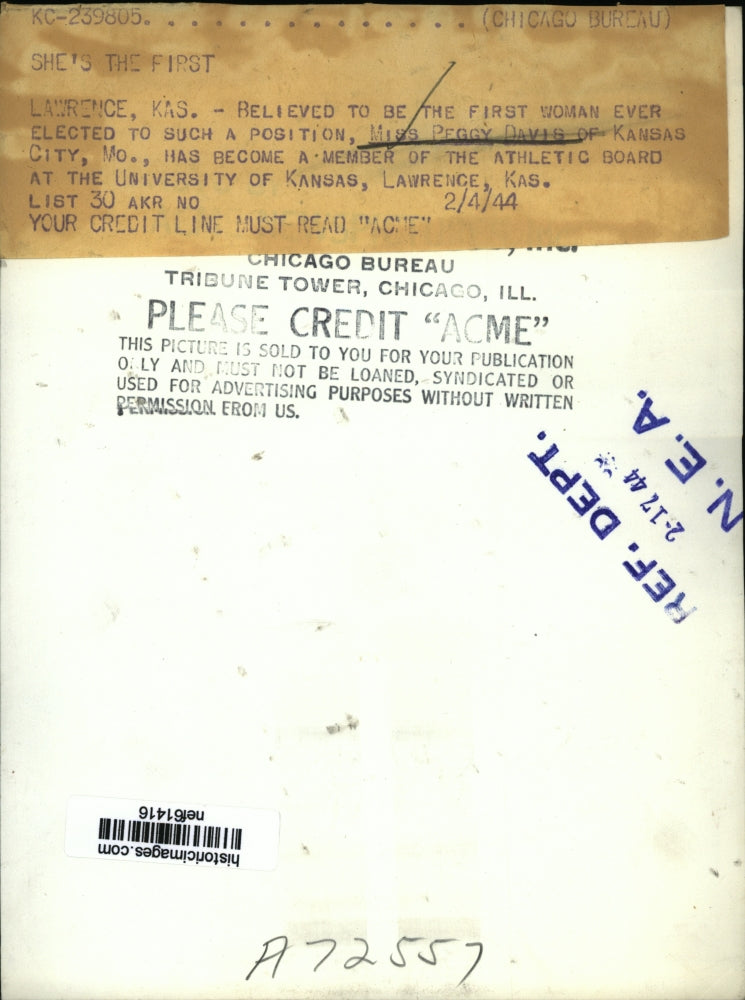 KC-239805. . . . . . . . . . . . . . (CHICAGO BUREAU)
SHE'S THE FIRST
LAWRENCE, KAS. - BELIEVED TO BE THE FIRST WOMAN EVER
ELECTED TO SUCH A POSITION, MISS PEGGY DAVIS OF KANSAS
CITY, MO., HAS BECOME A MEMBER OF THE ATHLETIC BOARD
AT THE UNIVERSITY OF KANSAS, LAWRENCE, KAS.
LIST 30 AKR NO 2/4/44
YOUR CREDIT LINE MUST READ "ACME"
CHICAGO BUREAU
TRIBUNE TOWER, CHICAGO, ILL.
PLEASE CREDIT "ACME"
THIS PICTURE IS SOLD TO YOU FOR YOUR PUBLICATION
ONLY AND MUST NOT BE LOANED, SYNDICATED OR
USED FOR ADVERTISING PURPOSES WITHOUT WRITTEN
PERMISSION FROM US.
REF. DEPT.
2-17 44
N. E. A.
historicimages.com
nef61416
A72557